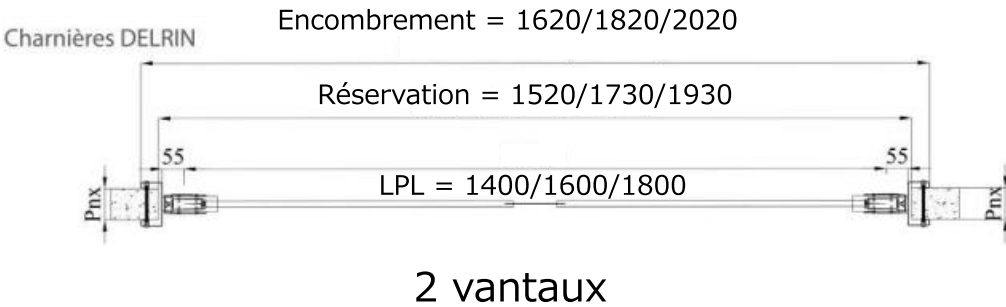 Encombrement = 1620/1820/2020
Charnières DELRIN
Réservation = 1520/1730/1930
55
55
LPL = 1400/1600/1800
Pnx
Pnx
2 vantaux